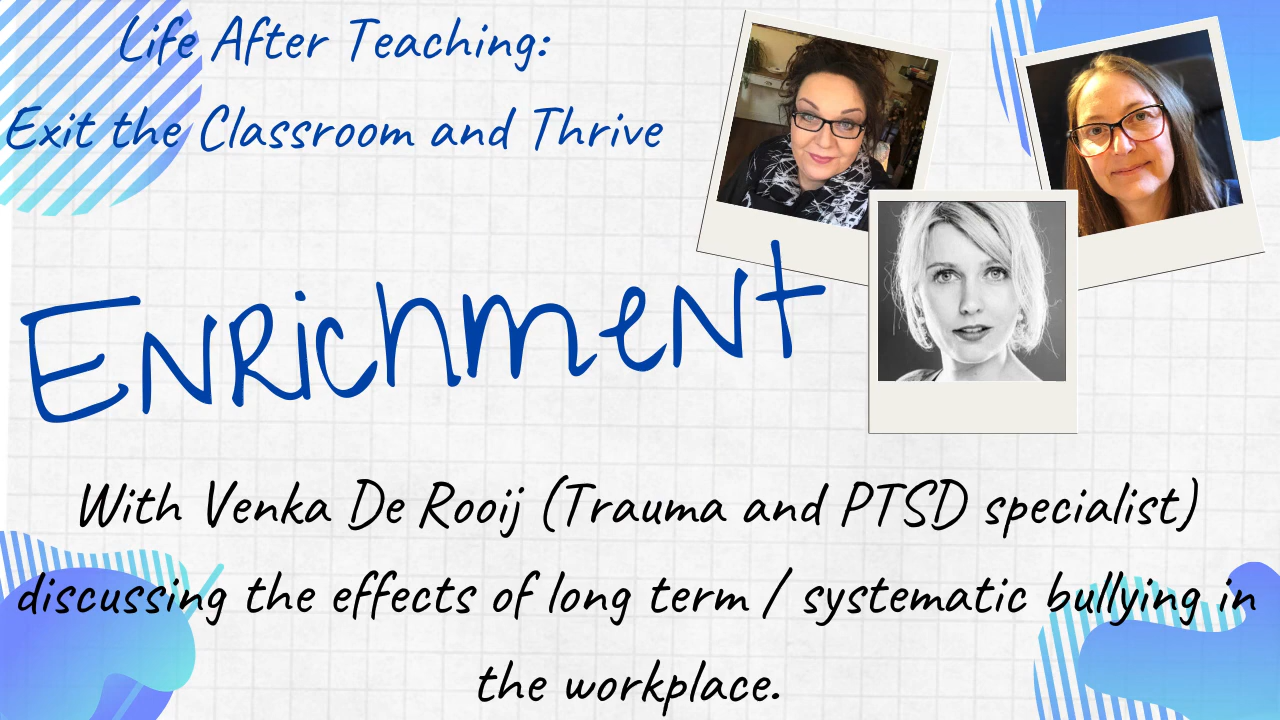 Life After Teaching:
Exit the Classroom and Thrive
ENRichmeNt
With Venka De Rooij (Trauma and PTSD specialist)
discussing the effects of long term / systematic bullying in
the workplace.